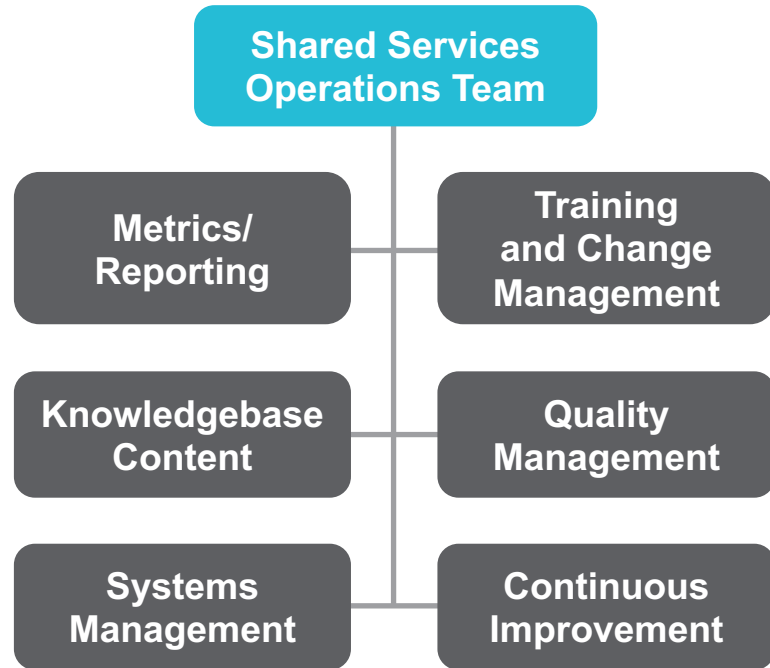 Shared Services
Operations Team
Metrics/
Reporting
Training
and Change
Management
Knowledgebase
Content
Quality
Management
Systems
Management
Continuous
Improvement